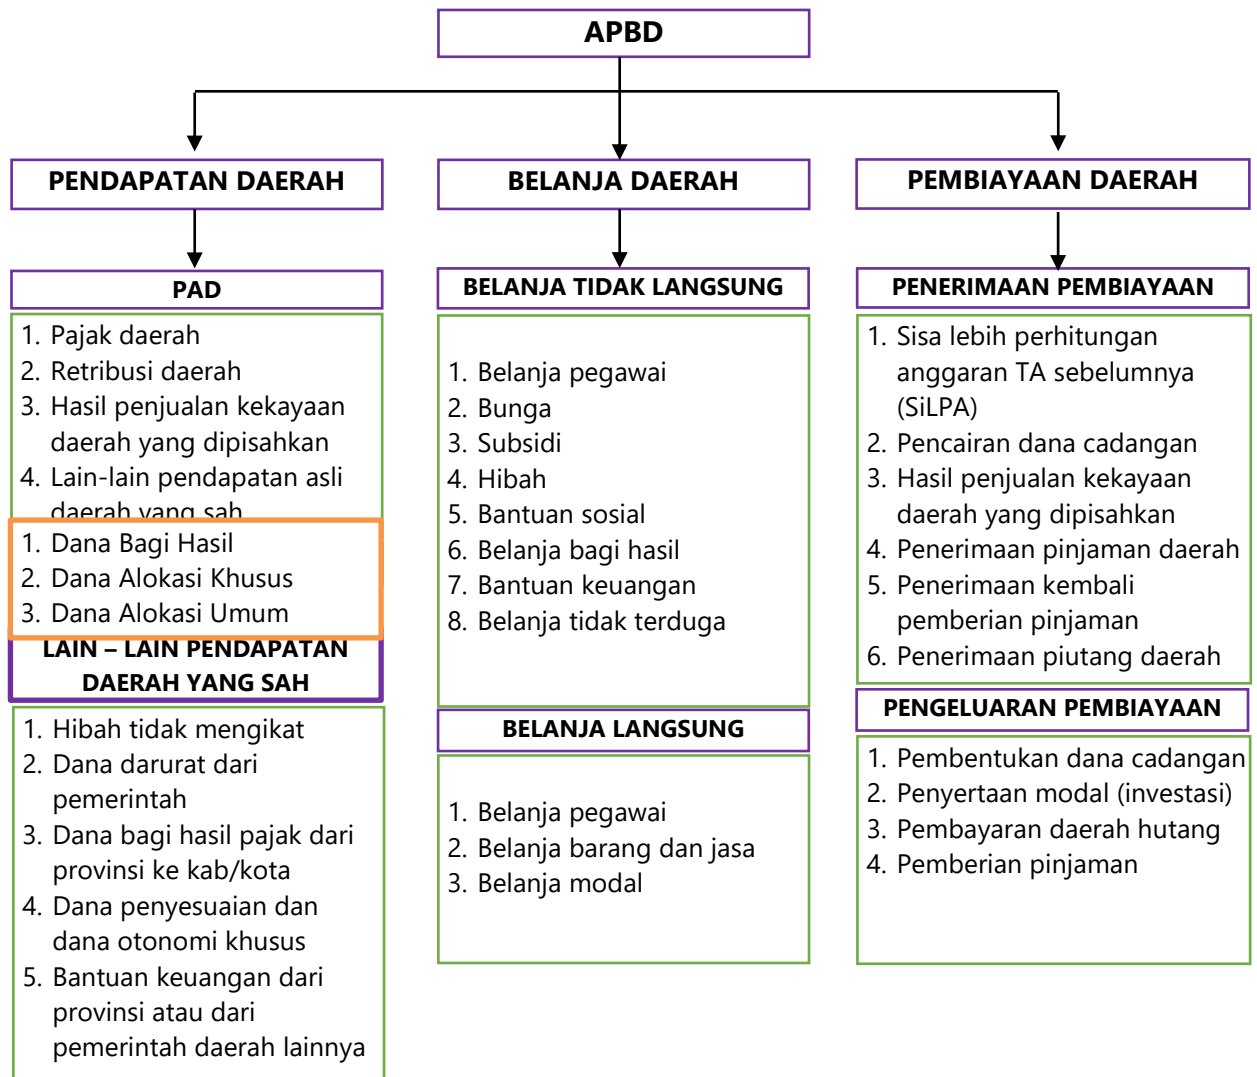 APBD
PENDAPATAN DAERAH
PAD
1. Pajak daerah
2. Retribusi daerah
3. Hasil penjualan kekayaan
daerah yang dipisahkan
4. Lain-lain pendapatan asli
daerah yang sah
1. Dana Bagi Hasil
2. Dana Alokasi Khusus
3. Dana Alokasi Umum
LAIN – LAIN PENDAPATAN
DAERAH YANG SAH
1. Hibah tidak mengikat
2. Dana darurat dari
pemerintah
3. Dana bagi hasil pajak dari
provinsi ke kab/kota
4. Dana penyesuaian dan
dana otonomi khusus
5. Bantuan keuangan dari
provinsi atau dari
pemerintah daerah lainnya
BELANJA DAERAH
BELANJA TIDAK LANGSUNG
1. Belanja pegawai
2. Bunga
3. Subsidi
4. Hibah
5. Bantuan sosial
6. Belanja bagi hasil
7. Bantuan keuangan
8. Belanja tidak terduga
BELANJA LANGSUNG
1. Belanja pegawai
2. Belanja barang dan jasa
3. Belanja modal
PEMBIAYAAN DAERAH
PENERIMAAN PEMBIAYAAN
1. Sisa lebih perhitungan
anggaran TA sebelumnya
(SiLPA)
2. Pencairan dana cadangan
3. Hasil penjualan kekayaan
daerah yang dipisahkan
4. Penerimaan pinjaman daerah
5. Penerimaan kembali
pemberian pinjaman
6. Penerimaan piutang daerah
PENGELUARAN PEMBIAYAAN
1. Pembentukan dana cadangan
2. Penyertaan modal (investasi)
3. Pembayaran daerah hutang
4. Pemberian pinjaman